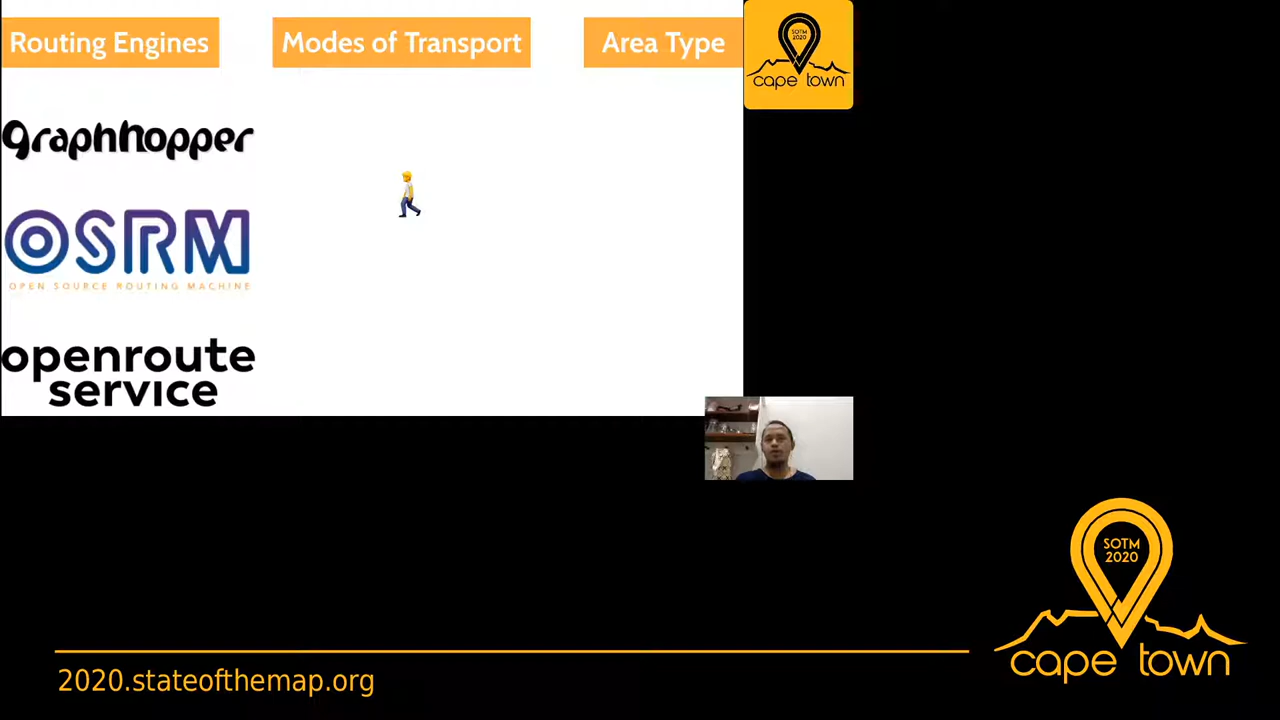 Routing Engines
Modes of Transport
Area Type
SOTM
2020
cape town
graphhopper
OSRM
OPEN SOURCE ROUTING MACHINE
openroute
service
SOTM
2020
cape town
2020.stateofthemap.org